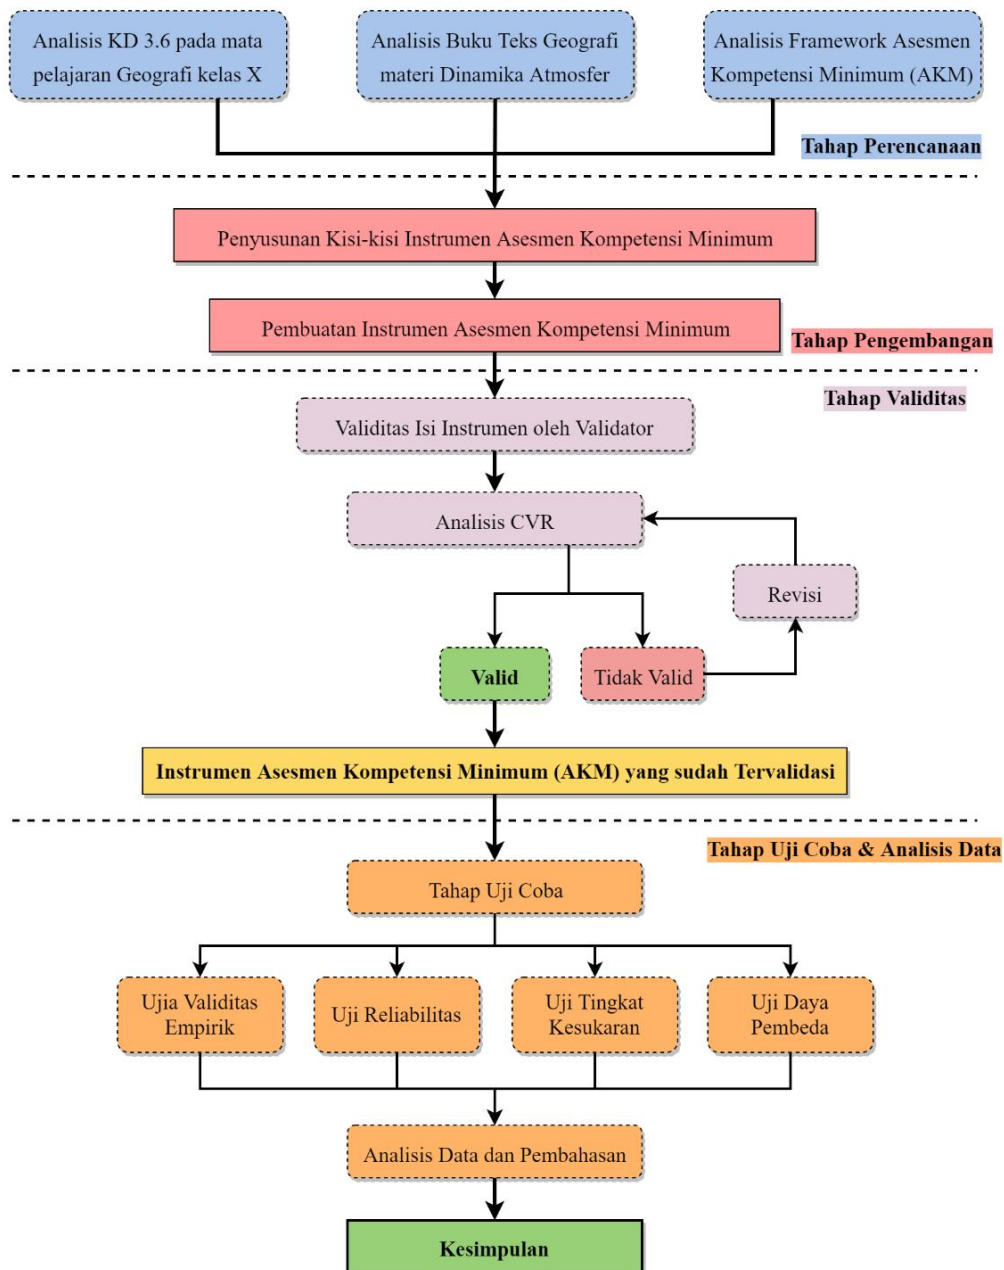 Analisis KD 3.6 pada mata
pelajaran Geografi kelas X
Analisis Buku Teks Geografi
materi Dinamika Atmosfer
Analisis Framework Asesmen
Kompetensi Minimum (AKM)
Tahap Perencanaan
Penyusunan Kisi-kisi Instrumen Asesmen Kompetensi Minimum
Pembuatan Instrumen Asesmen Kompetensi Minimum
Tahap Pengembangan
Tahap Validitas
Validitas Isi Instrumen oleh Validator
Analisis CVR
Revisi
Valid
Tidak Valid
Instrumen Asesmen Kompetensi Minimum (AKM) yang sudah Tervalidasi
Tahap Uji Coba & Analisis Data
Tahap Uji Coba
Ujia Validitas
Empirik
Uji Reliabilitas
Uji Tingkat
Kesukaran
Uji Daya
Pembeda
Analisis Data dan Pembahasan
Kesimpulan